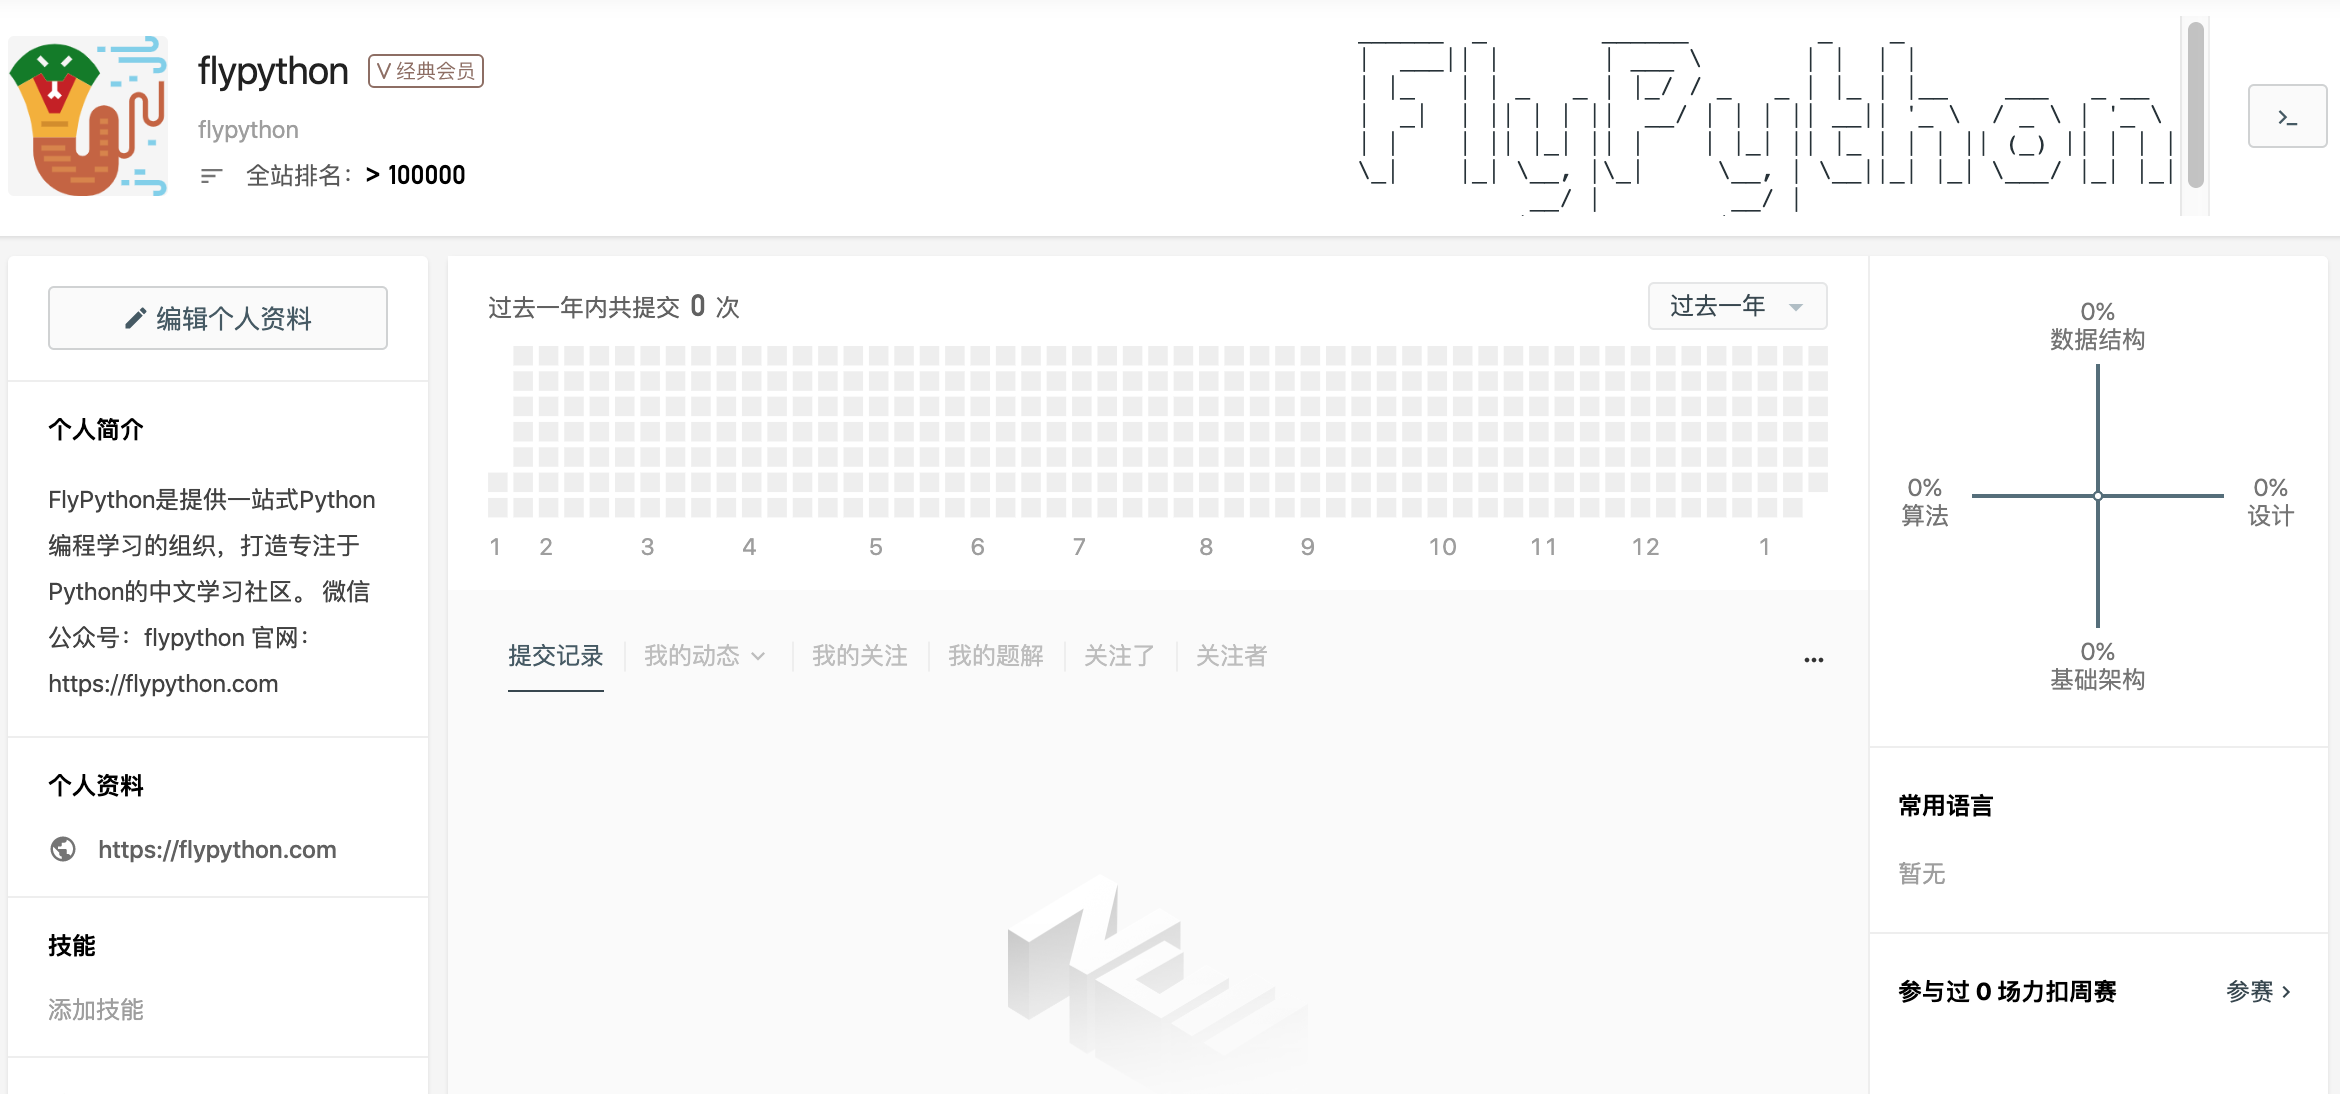 flypython V 经典会员
flypython
全站排名： > 100000
FlyPython
>_
编辑个人资料
个人简介
FlyPython是提供一站式Python
编程学习的组织，打造专注于
Python的中文学习社区。 微信
公众号： flypython 官网：
https://flypython.com
个人资料
https://flypython.com
技能
添加技能
过去一年内共提交 0 次
过去一年
1 2 3 4 5 6 7 8 9 10 11 12 1
提交记录 我的动态 我的关注 我的题解 关注了 关注者
...
Null
0%
数据结构
0%
算法
0%
设计
0%
基础架构
常用语言
暂无
参与过 0 场力扣周赛 参赛 >